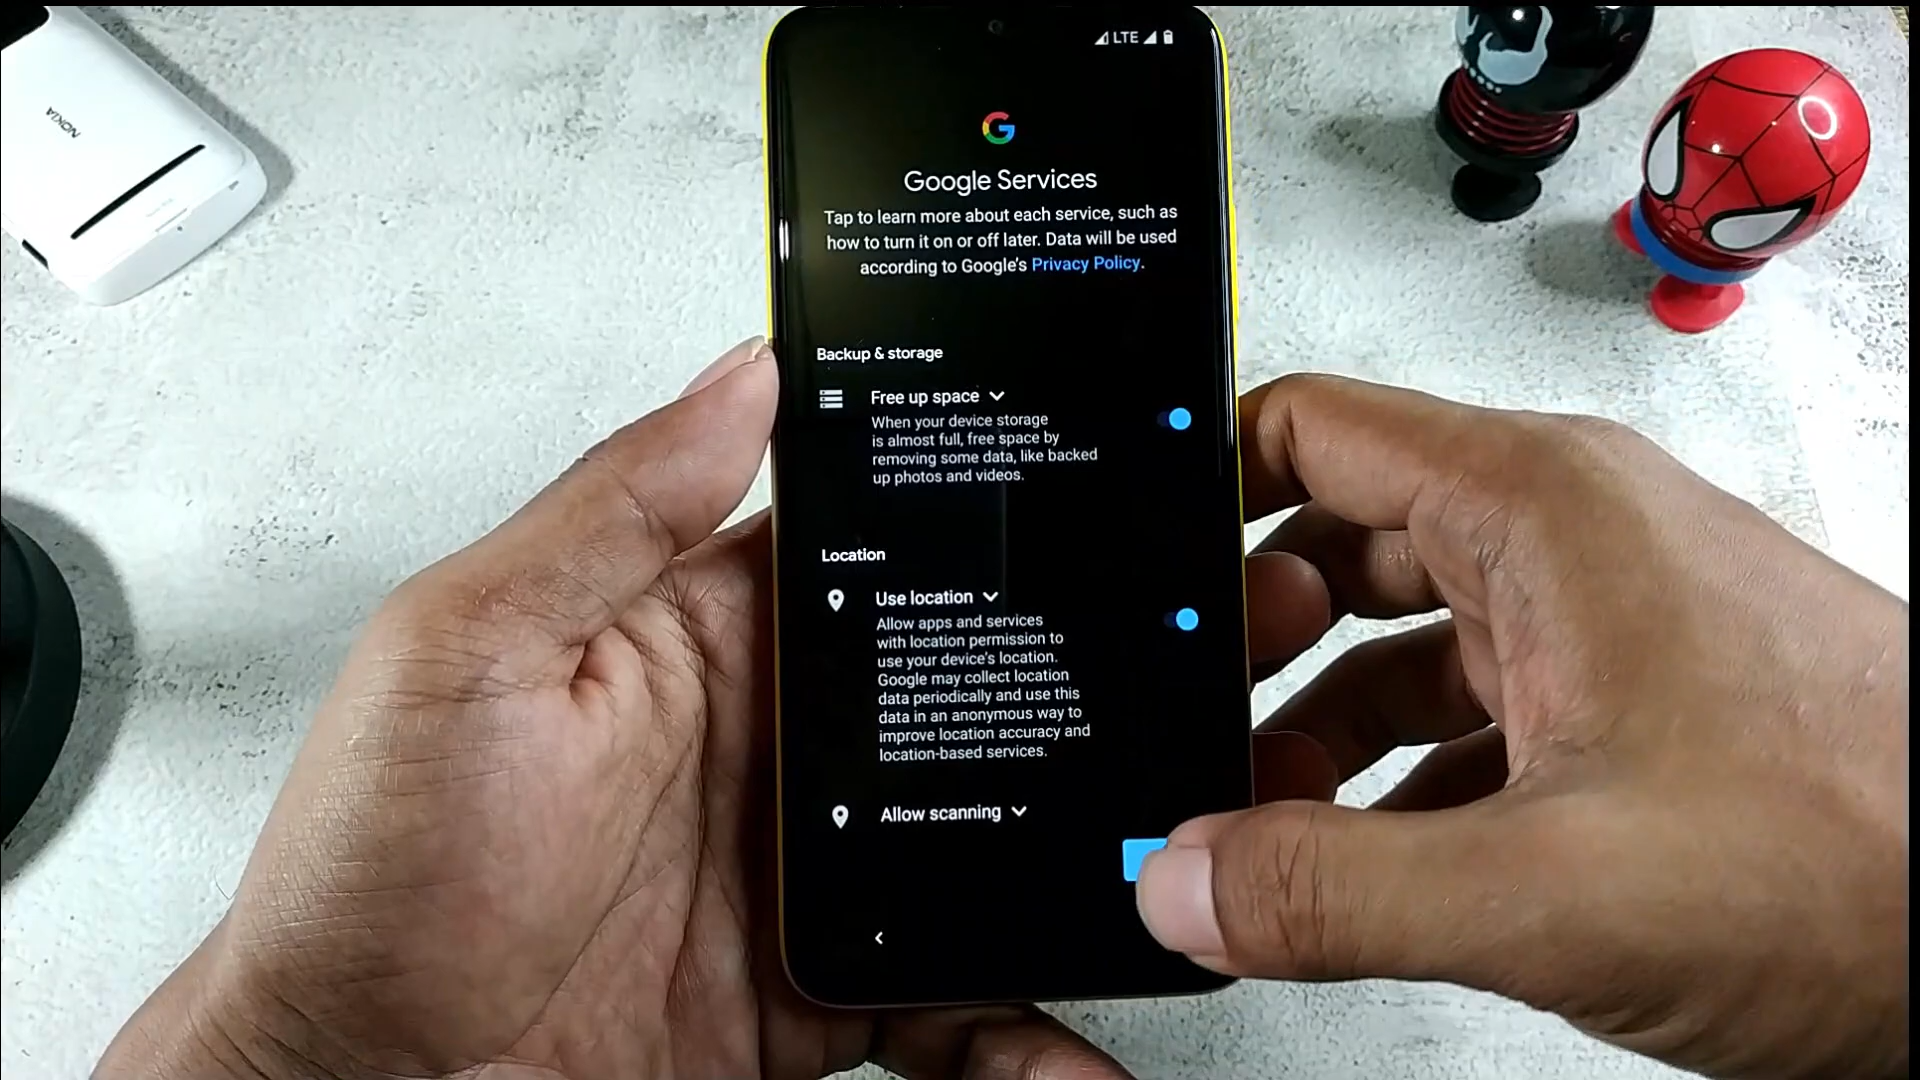 NOKIA
LTE
Google Services
Tap to learn more about each service, such as
how to turn it on or off later. Data will be used
according to Google's Privacy Policy.
Backup & storage
Free up space
When your device storage
is almost full, free space by
removing some data, like backed
up photos and videos.
Location
Use location
Allow apps and services
with location permission to
use your device's location.
Google may collect location
data periodically and use this
data in an anonymous way to
improve location accuracy and
location-based services.
Allow scanning